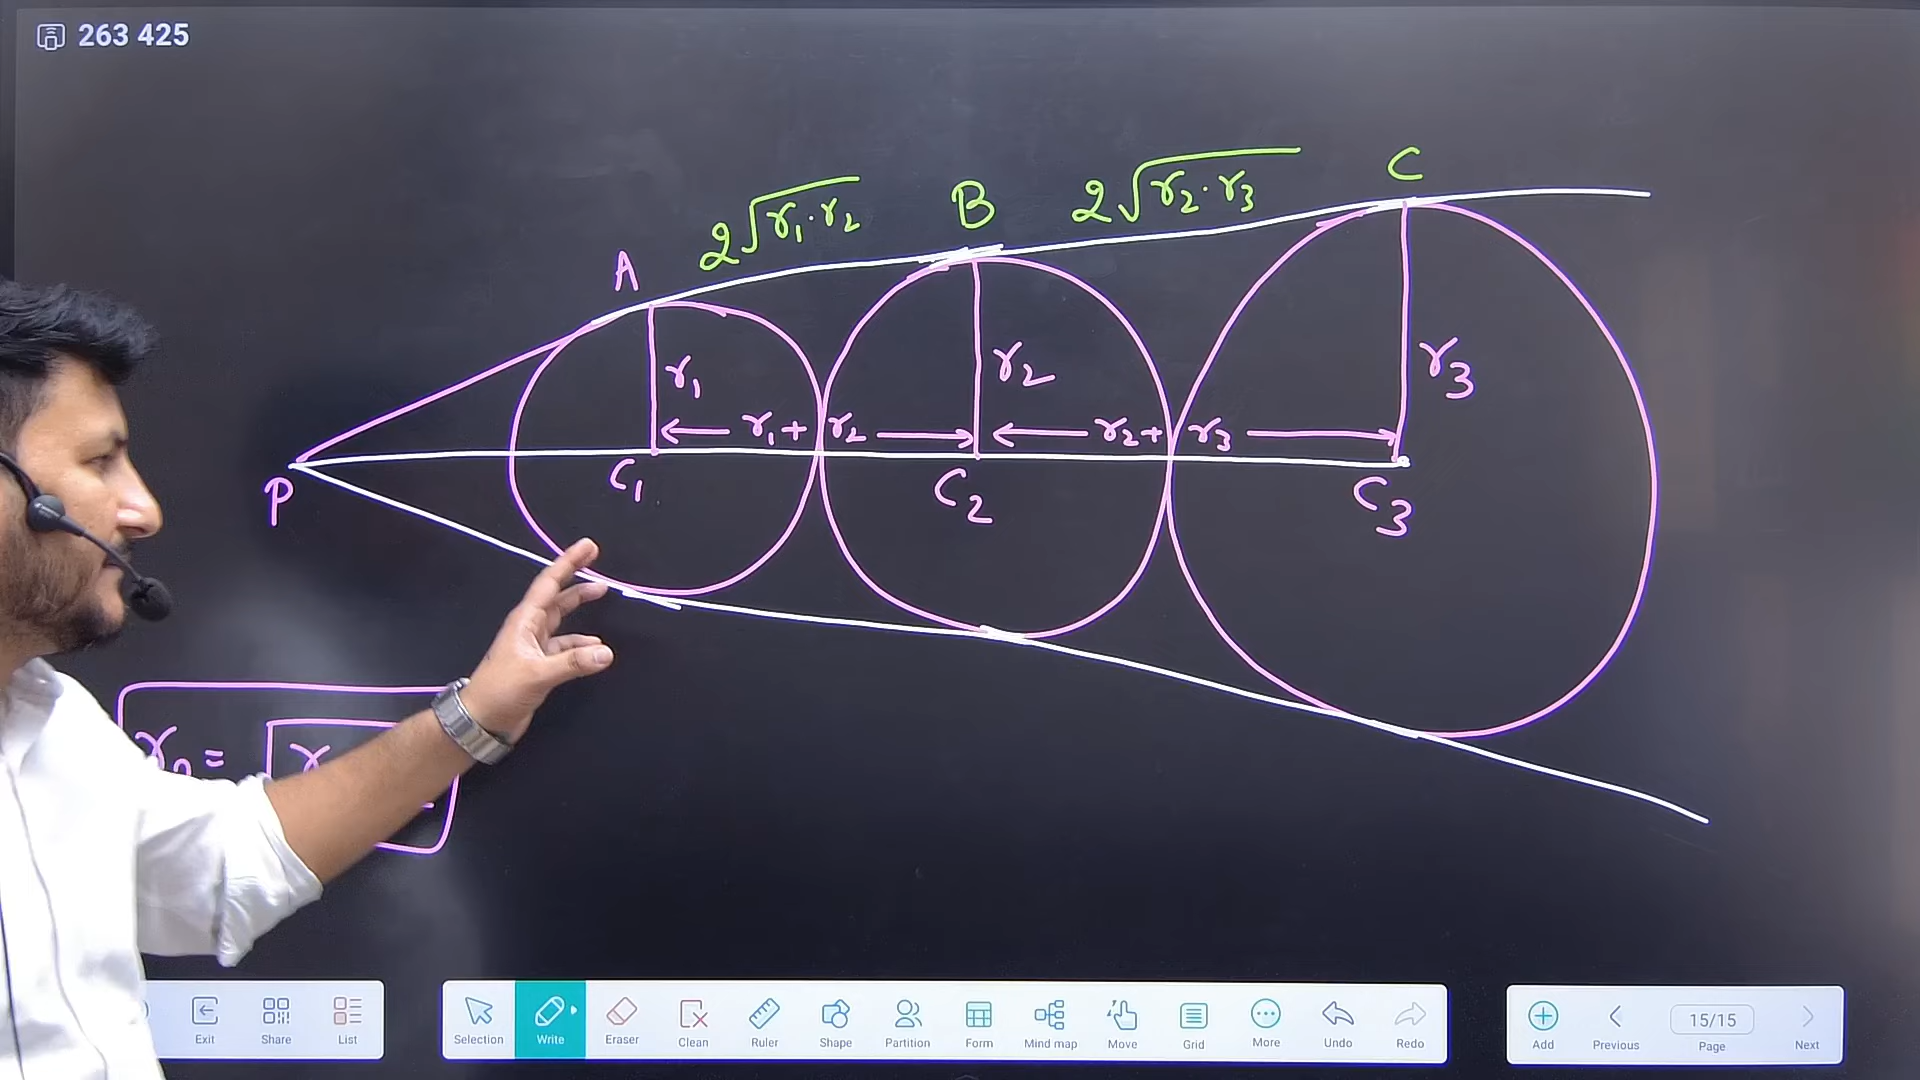 263 425
2√r₁·r₂
B
2√r₂·r₃
C
A
r₁
r₂
r₃
r₁+ r₂
r₂+ r₃
P
C₁
C₂
C₃
r₂ = √r
Exit
Share
List
Selection
Write
Eraser
Clean
Ruler
Shape
Partition
Form
Mind map
Move
Grid
More
Undo
Redo
Add
Previous
15/15
Page
Next